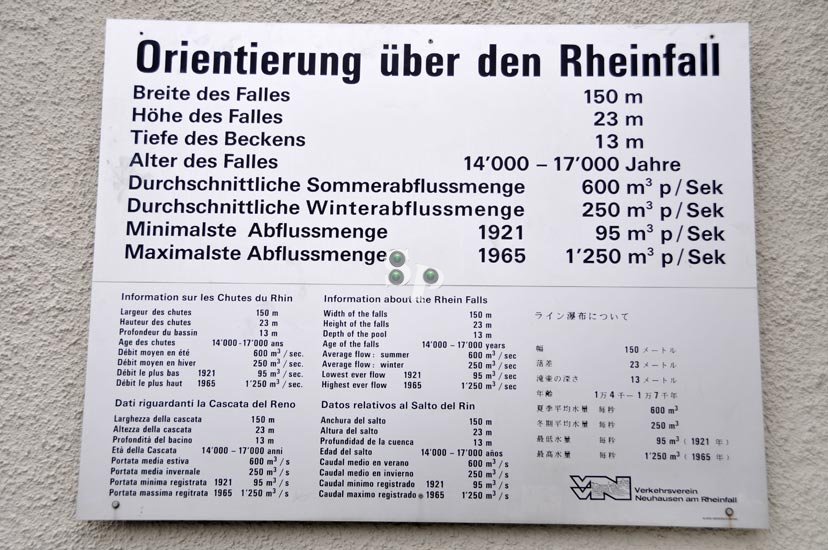 Orientierung über den Rheinfall
Breite des Falles 150 m
Höhe des Falles 23 m
Tiefe des Beckens 13 m
Alter des Falles 14'000 – 17'000 Jahre
Durchschnittliche Sommerabflussmenge 600 m³ p/Sek
Durchschnittliche Winterabflussmenge 250 m³ p/Sek
Minimalste Abflussmenge 1921 95 m³ p/Sek
Maximalste Abflussmenge 1965 1'250 m³ p/Sek
Information sur les Chutes du Rhin
Largeur des chutes 150 m
Hauteur des chutes 23 m
Profondeur du bassin 13 m
Age des chutes 14'000-17'000 ans
Débit moyen en été 600 m³/sec.
Débit moyen en hiver 250 m³/sec.
Débit le plus bas 1921 95 m³/sec.
Débit le plus haut 1965 1'250 m³/sec.
Information about the Rhein Falls
Width of the falls 150 m
Height of the falls 23 m
Depth of the pool 13 m
Age of the falls 14'000 – 17'000 years
Average flow: summer 600 m³/sec
Average flow: winter 250 m³/sec
Lowest ever flow 1921 95 m³/sec
Highest ever flow 1965 1'250 m³/sec
ライン瀑布について
幅 150 メートル
落差 23 メートル
滝壷の深さ 13 メートル
年齢 1万4千ー1万7千年
夏季平均水量 毎秒 600 m³
冬期平均水量 毎秒 250 m³
最低水量 毎秒 95 m³ (1921 年)
最高水量 毎秒 1'250 m³ (1965 年)
Dati riguardanti la Cascata del Reno
Larghezza della cascata 150 m
Altezza della cascata 23 m
Profondità del bacino 13 m
Età della Cascata 14'000 – 17'000 anni
Portata media estiva 600 m³/s
Portata media invernale 250 m³/s
Portata minima registrata 1921 95 m³/s
Portata massima regitrata 1965 1'250 m³/s
Datos relativos al Salto del Rin
Anchura del salto 150 m
Altura del salto 23 m
Profundidad de la cuenca 13 m
Edad del salto 14'000 – 17'000 años
Caudal medio en verano 600 m³/s
Caudal medio en invierno 250 m³/s
Caudal minimo registrado 1921 95 m³/s
Caudal maximo registrado 1965 1'250 m³/s
VVN
Verkehrsverein
Neuhausen am Rheinfall